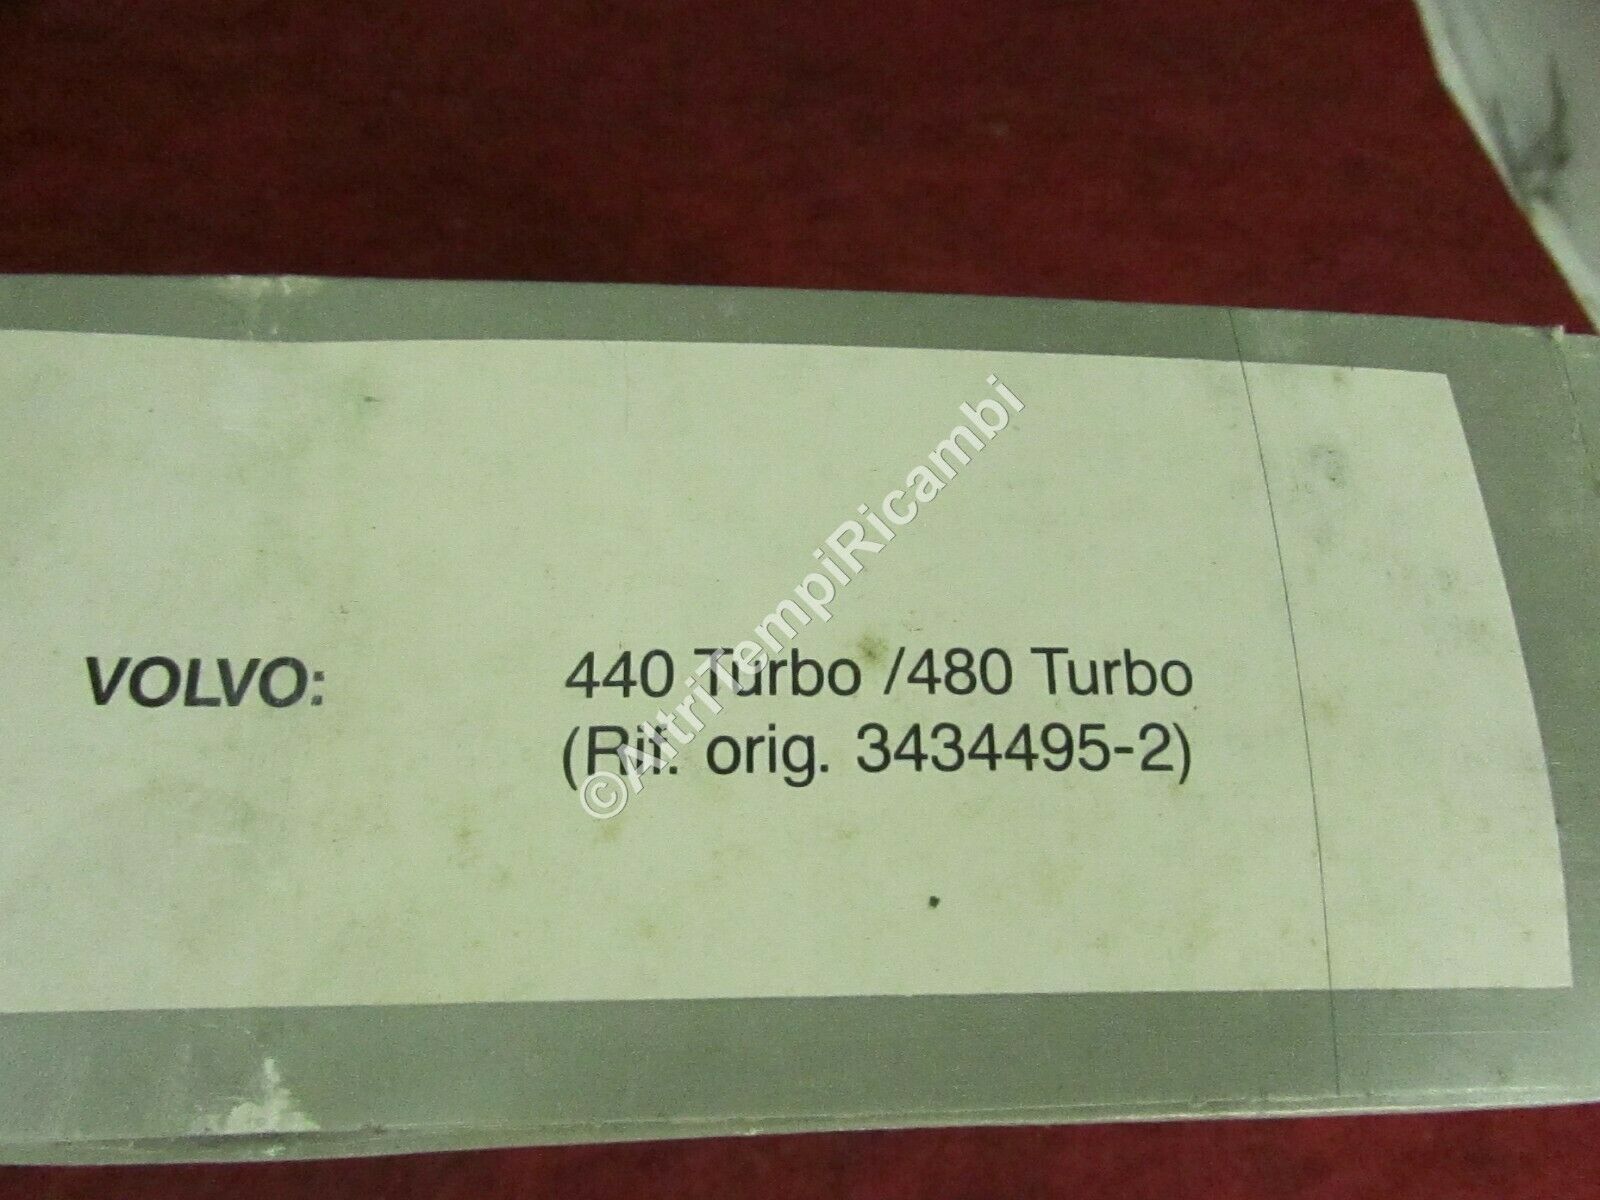 VOLVO: 440 Turbo /480 Turbo
(Rif. orig. 3434495-2)
©AltriTempiRicambi